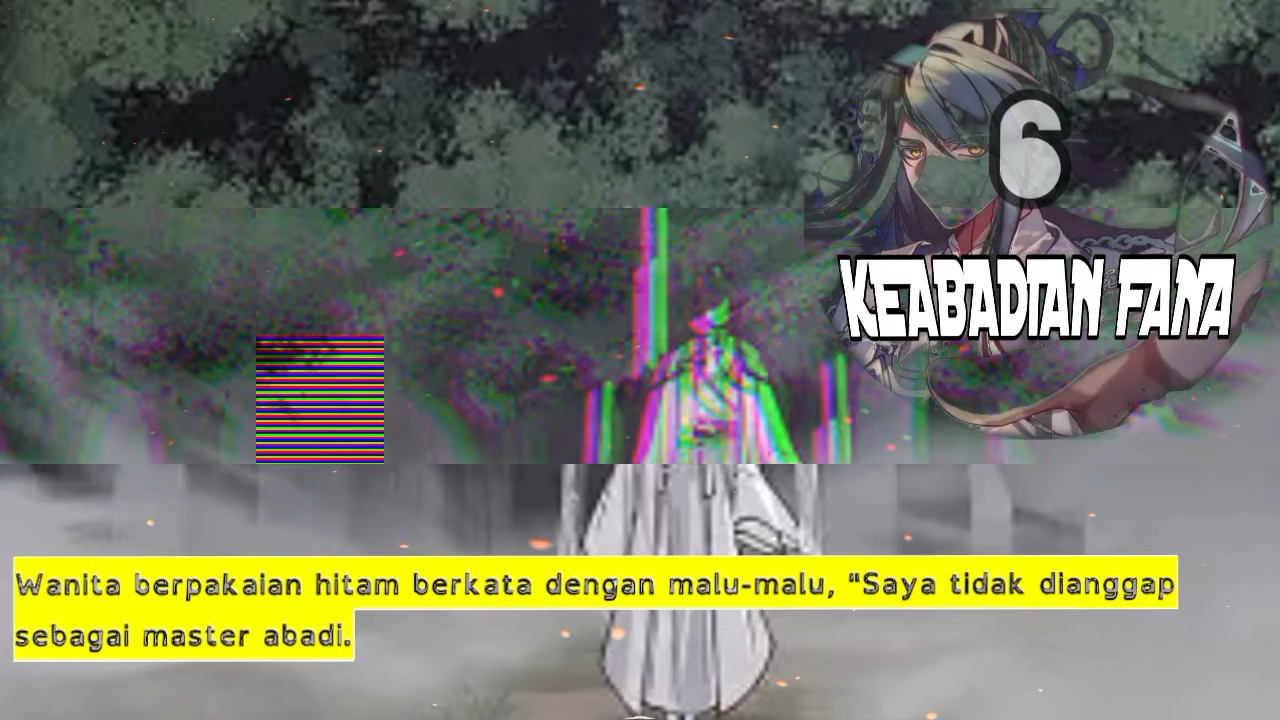 6
KEABADIAN FANA
Wanita berpakaian hitam berkata dengan malu-malu, "Saya tidak dianggap
sebagai master abadi.